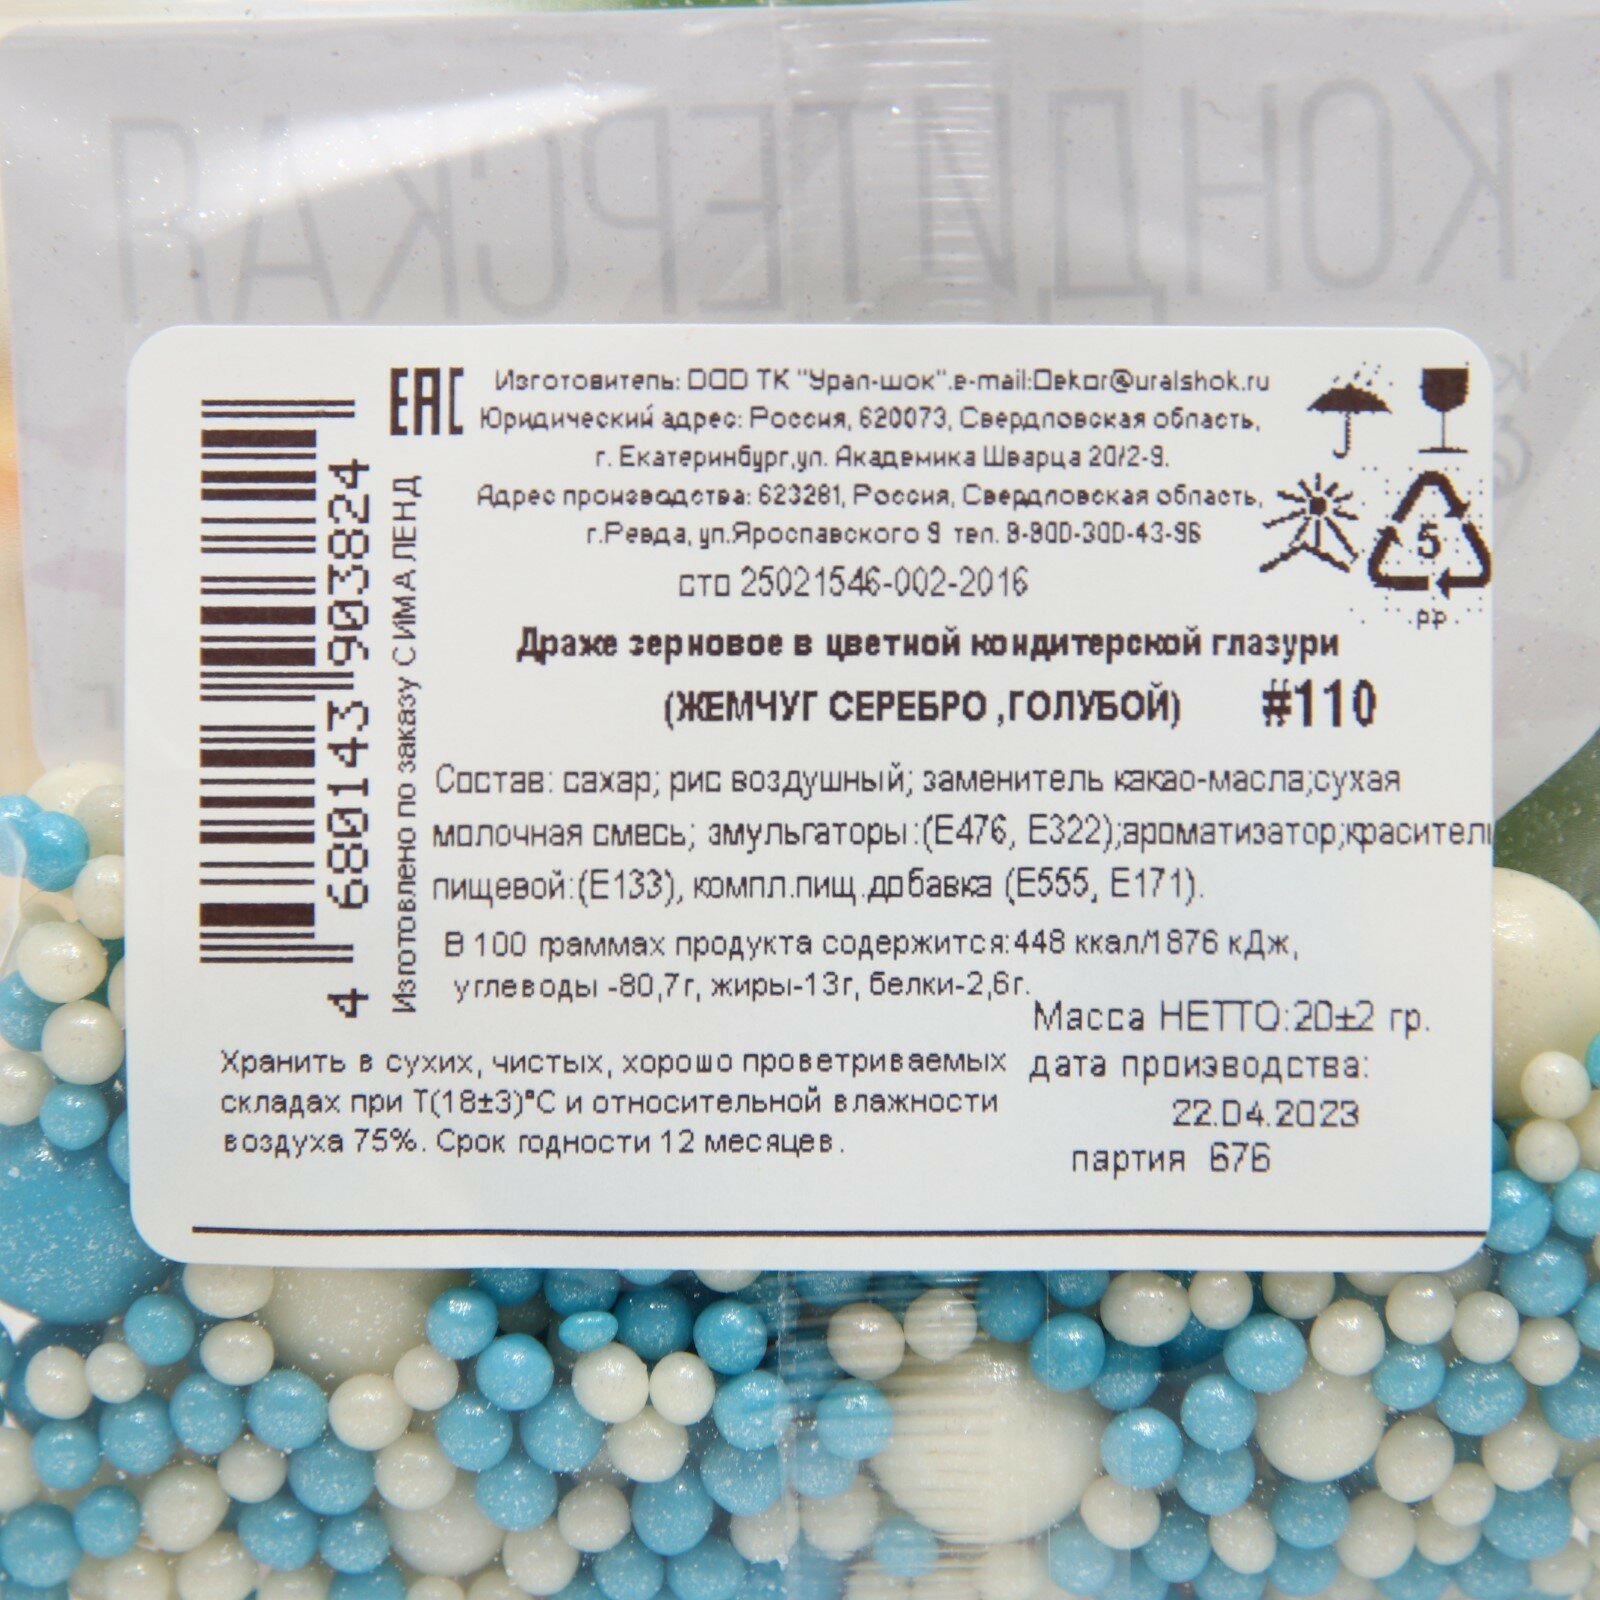 КОНДИТЕРСКАЯ
ЕАС
Изготовитель: ООО ТК "Урал-шок".e-mail:Dekor@uralshok.ru
Юридический адрес: Россия, 620073, Свердловская область,
г. Екатеринбург,ул. Академика Шварца 20/2-9.
Адрес производства: 623281, Россия, Свердловская область,
г.Ревда, ул.Ярославского 9 тел. 8-900-300-43-96
сто 25021546-002-2016
5
PP
Драже зерновое в цветной кондитерской глазури
(ЖЕМЧУГ СЕРЕБРО ,ГОЛУБОЙ) #110
Состав: сахар; рис воздушный; заменитель какао-масла;сухая
молочная смесь; эмульгаторы:(Е476, Е322);ароматизатор;краситель
пищевой:(Е133), компл.пищ.добавка (Е555, Е171).
В 100 граммах продукта содержится:448 ккал/1876 кДж,
углеводы -80,7г, жиры-13г, белки-2,6г.
Масса НЕТТО:20±2 гр.
дата производства:
22.04.2023
партия 676
Хранить в сухих, чистых, хорошо проветриваемых
складах при Т(18±3)°С и относительной влажности
воздуха 75%. Срок годности 12 месяцев.
4 680143 903824
Изготовлено по заказу СИМАЛЕНД